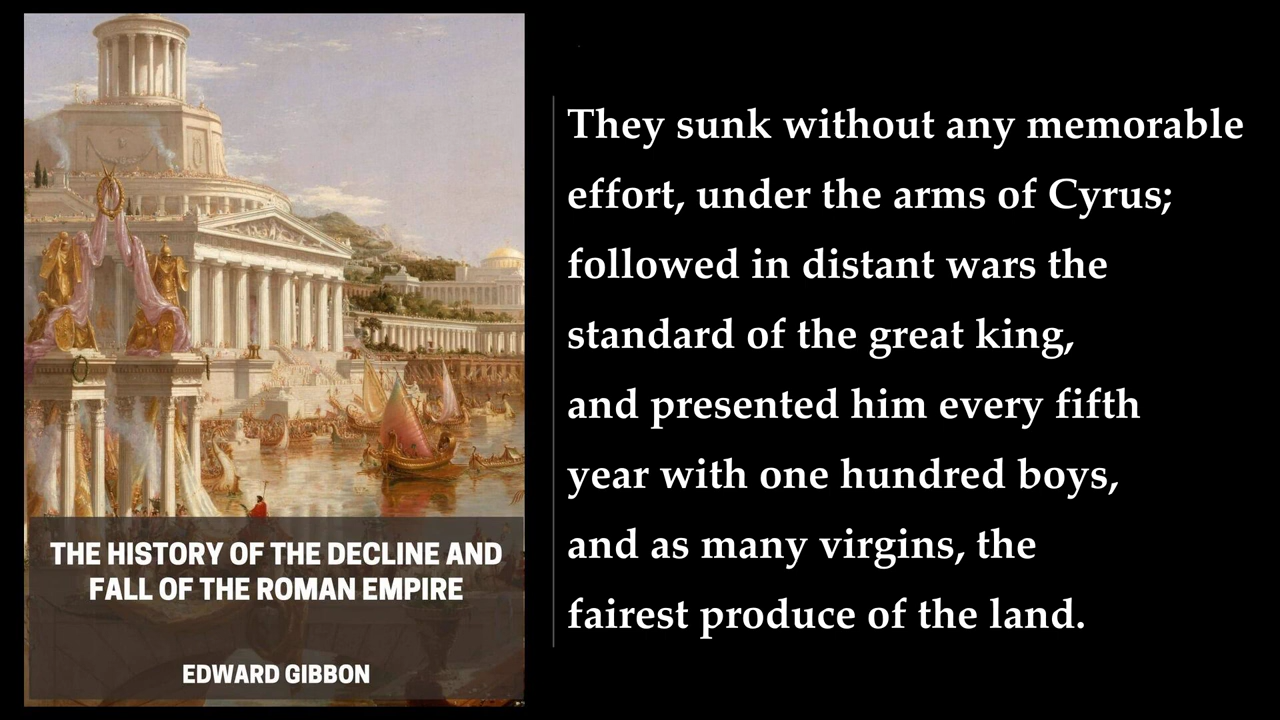 THE HISTORY OF THE DECLINE AND
FALL OF THE ROMAN EMPIRE
EDWARD GIBBON
They sunk without any memorable
effort, under the arms of Cyrus;
followed in distant wars the
standard of the great king,
and presented him every fifth
year with one hundred boys,
and as many virgins, the
fairest produce of the land.